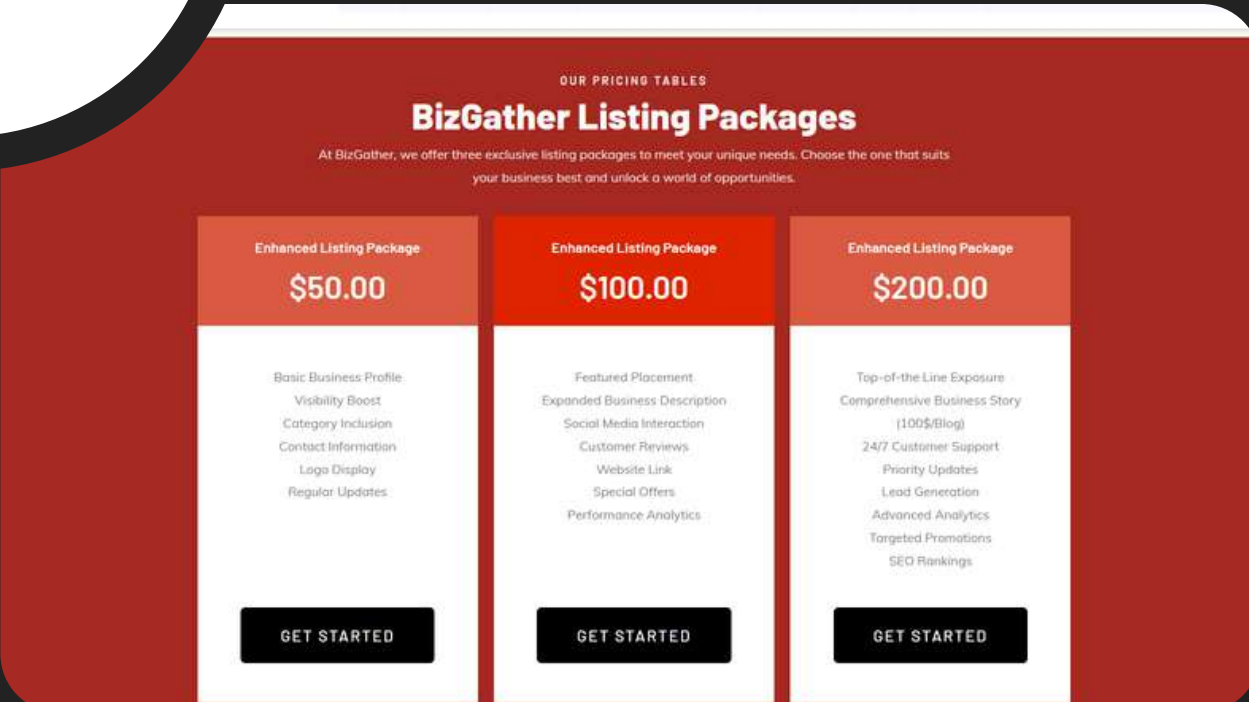 OUR PRICING TABLES
BizGather Listing Packages
At BizGather, we offer three exclusive listing packages to meet your unique needs. Choose the one that suits
your business best and unlock a world of opportunities.
Enhanced Listing Package
$50.00
Basic Business Profile
Visibility Boost
Category Inclusion
Contact Information
Logo Display
Regular Updates
GET STARTED
Enhanced Listing Package
$100.00
Featured Placement
Expanded Business Description
Social Media Interaction
Customer Reviews
Website Link
Special Offers
Performance Analytics
GET STARTED
Enhanced Listing Package
$200.00
Top-of-the Line Exposure
Comprehensive Business Story
(100$/Blog)
24/7 Customer Support
Priority Updates
Lead Generation
Advanced Analytics
Targeted Promotions
SEO Rankings
GET STARTED